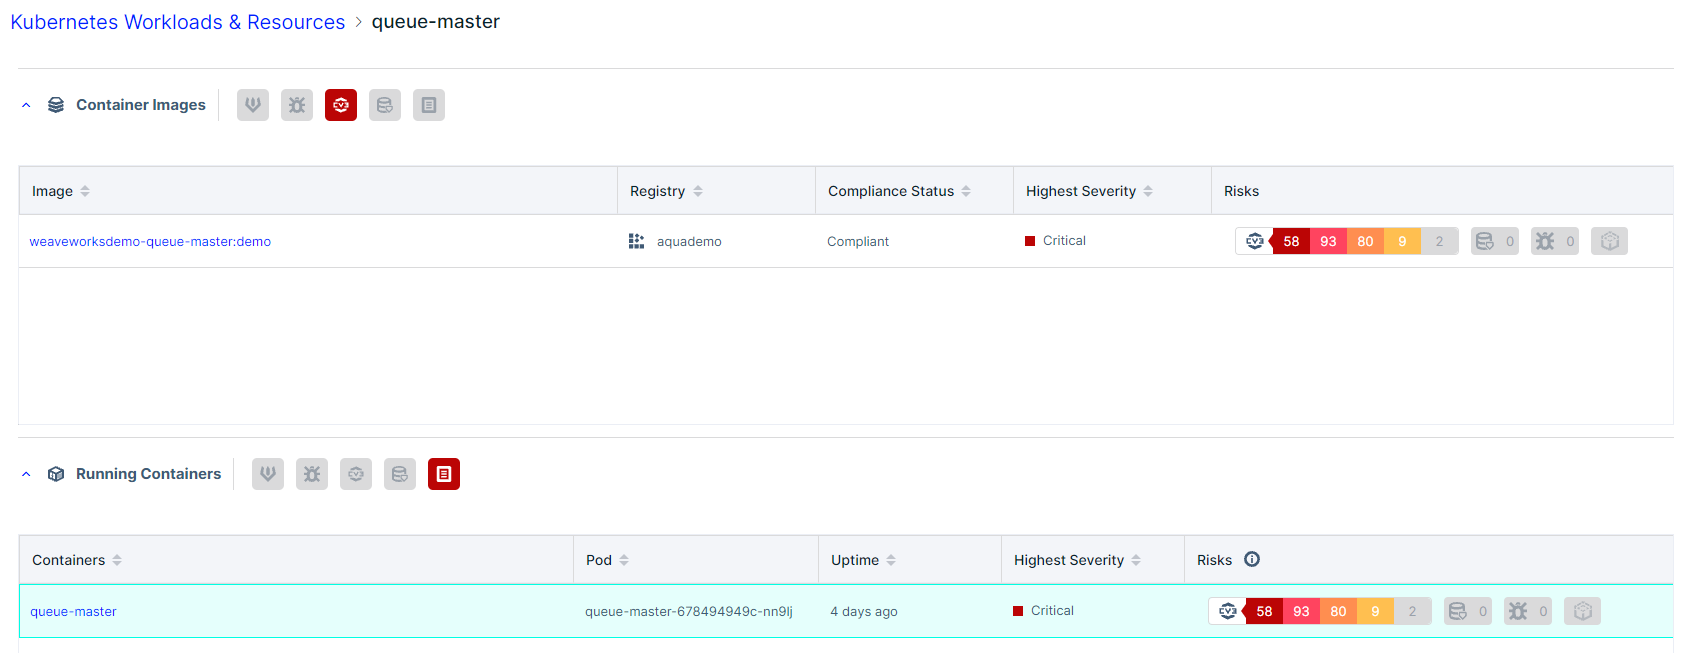 Kubernetes Workloads & Resources > queue-master
Container Images
CVE
Image Registry Compliance Status Highest Severity Risks
weaveworksdemo-queue-master:demo aquademo Compliant Critical CVE 58 93 80 9 2 0 0
Running Containers
CVE
Containers Pod Uptime Highest Severity Risks
queue-master queue-master-678494949c-nn9lj 4 days ago Critical CVE 58 93 80 9 2 0 0